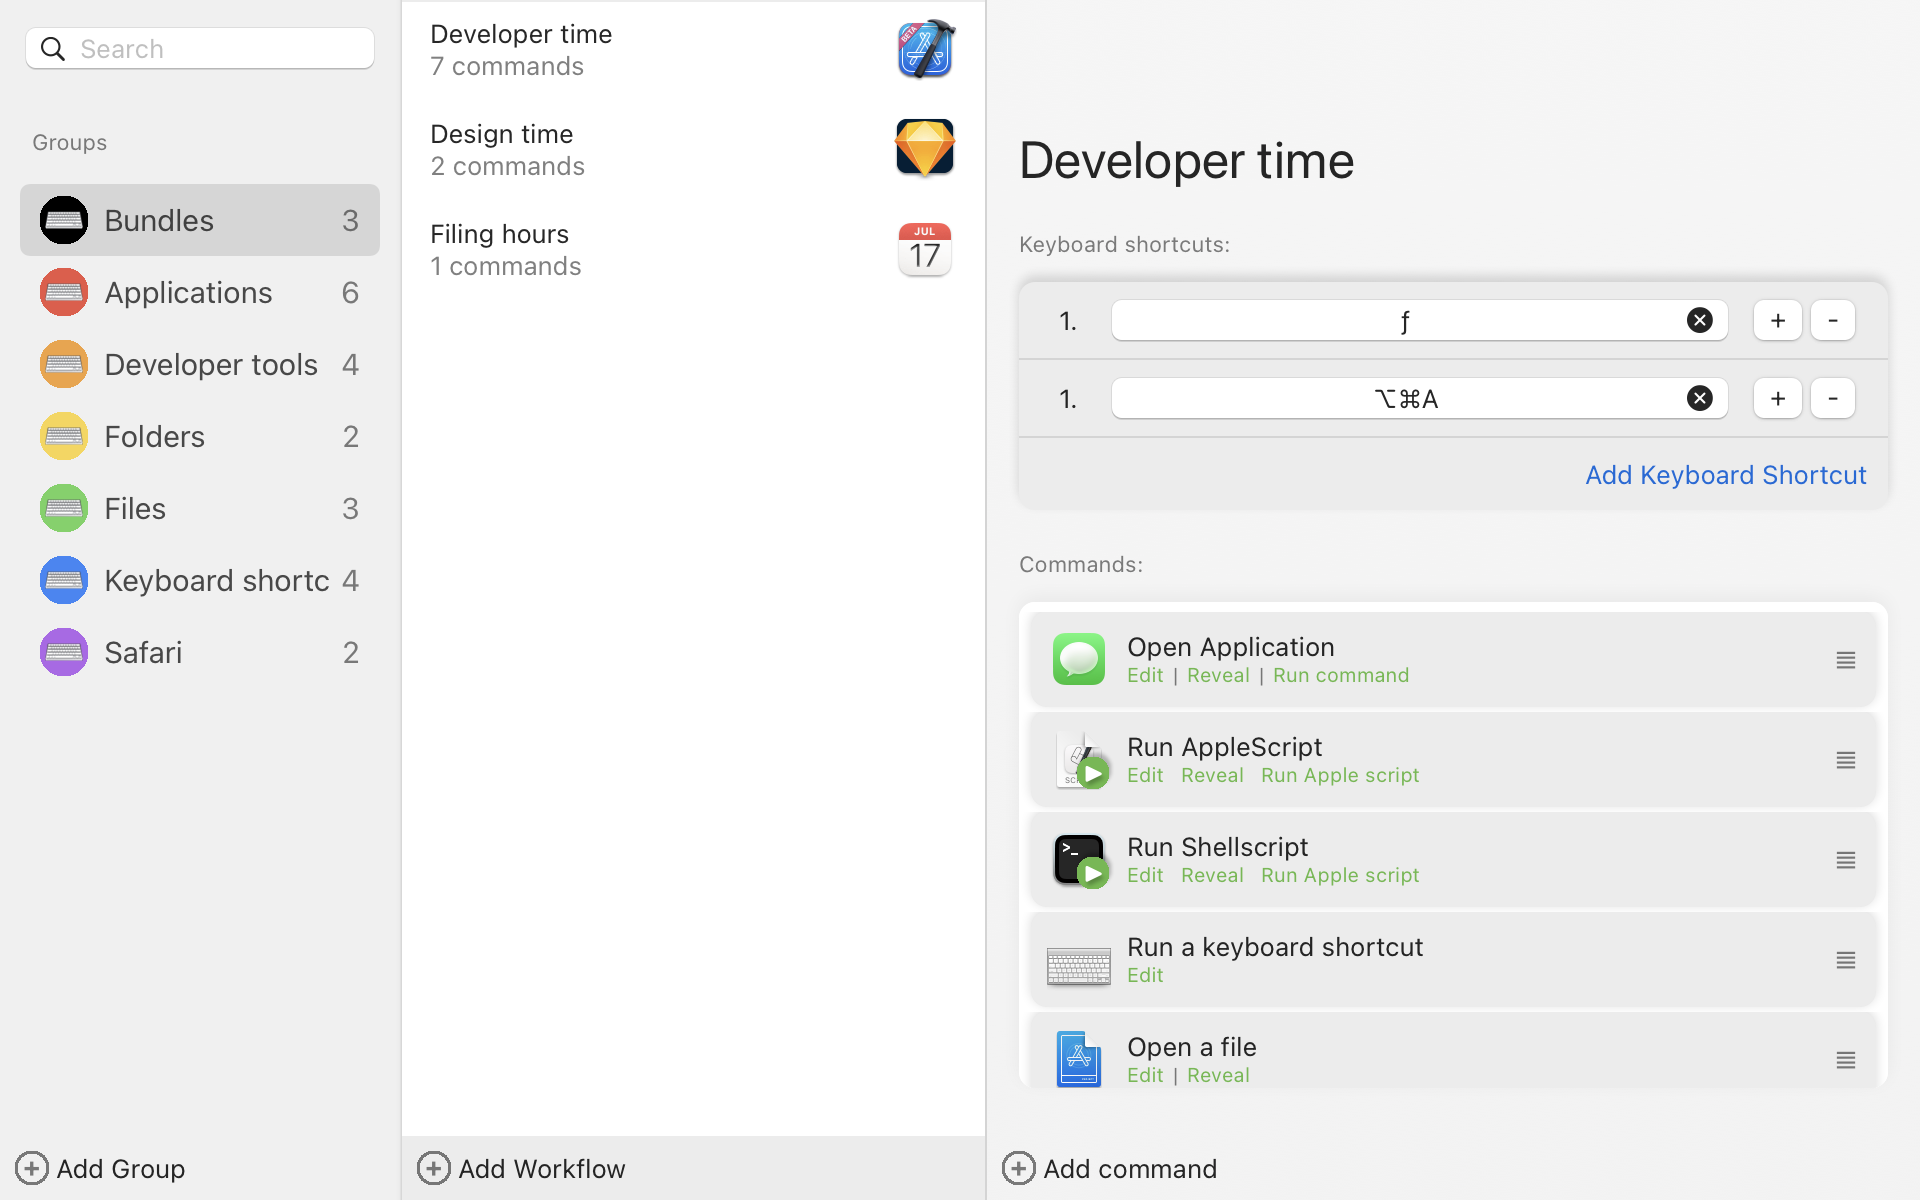 Search
Groups
Bundles 3
Applications 6
Developer tools 4
Folders 2
Files 3
Keyboard shortc 4
Safari 2
Add Group
Developer time
7 commands
BETA
Design time
2 commands
Filing hours
1 commands
JUL
17
Add Workflow
Developer time
Keyboard shortcuts:
1. ƒ + -
1. ⌥⌘A + -
Add Keyboard Shortcut
Commands:
Open Application
Edit | Reveal | Run command
Run AppleScript
Edit Reveal Run Apple script
>_
Run Shellscript
Edit Reveal Run Apple script
Run a keyboard shortcut
Edit
Open a file
Edit | Reveal
Add command